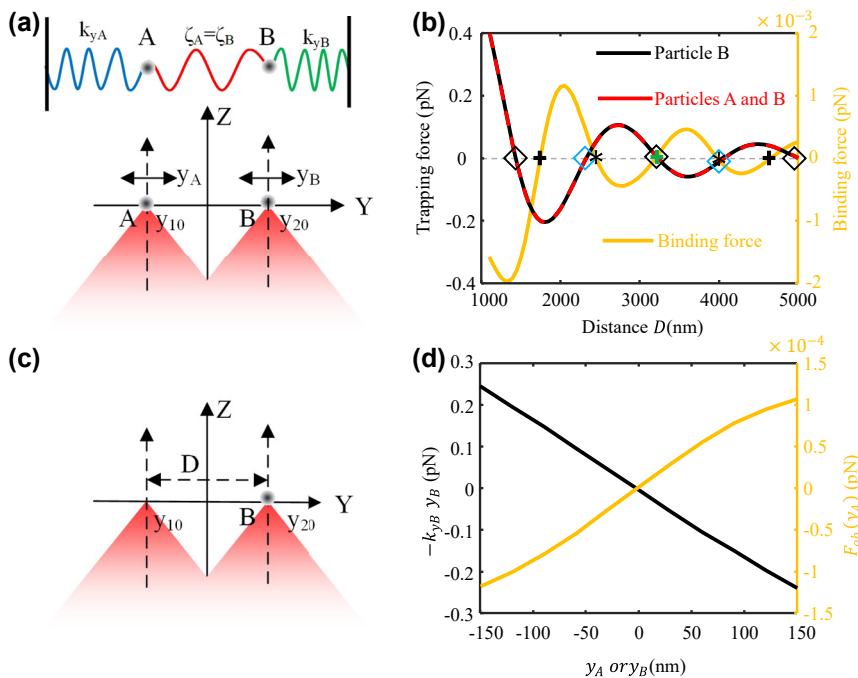 (a)
k_yA A ζ_A=ζ_B B k_yB
Z
y_A y_B
Y
A y_10 B y_20
(b)
× 10⁻³
0.4 2
Particle B
0.2 1
Particles A and B
0 0
-0.2 -1
Binding force
-0.4 -2
1000 2000 3000 4000 5000
Trapping force (pN)
Binding force (pN)
Distance D(nm)
(c)
Z
D
Y
y_10 B y_20
(d)
× 10⁻⁴
0.3 1.5
0.2 1
0.1 0.5
0 0
-0.1 -0.5
-0.2 -1
-0.3 -1.5
-150 -100 -50 0 50 100 150
−k_yB y_B (pN)
F_ob(y_A) (pN)
y_A ory_B(nm)